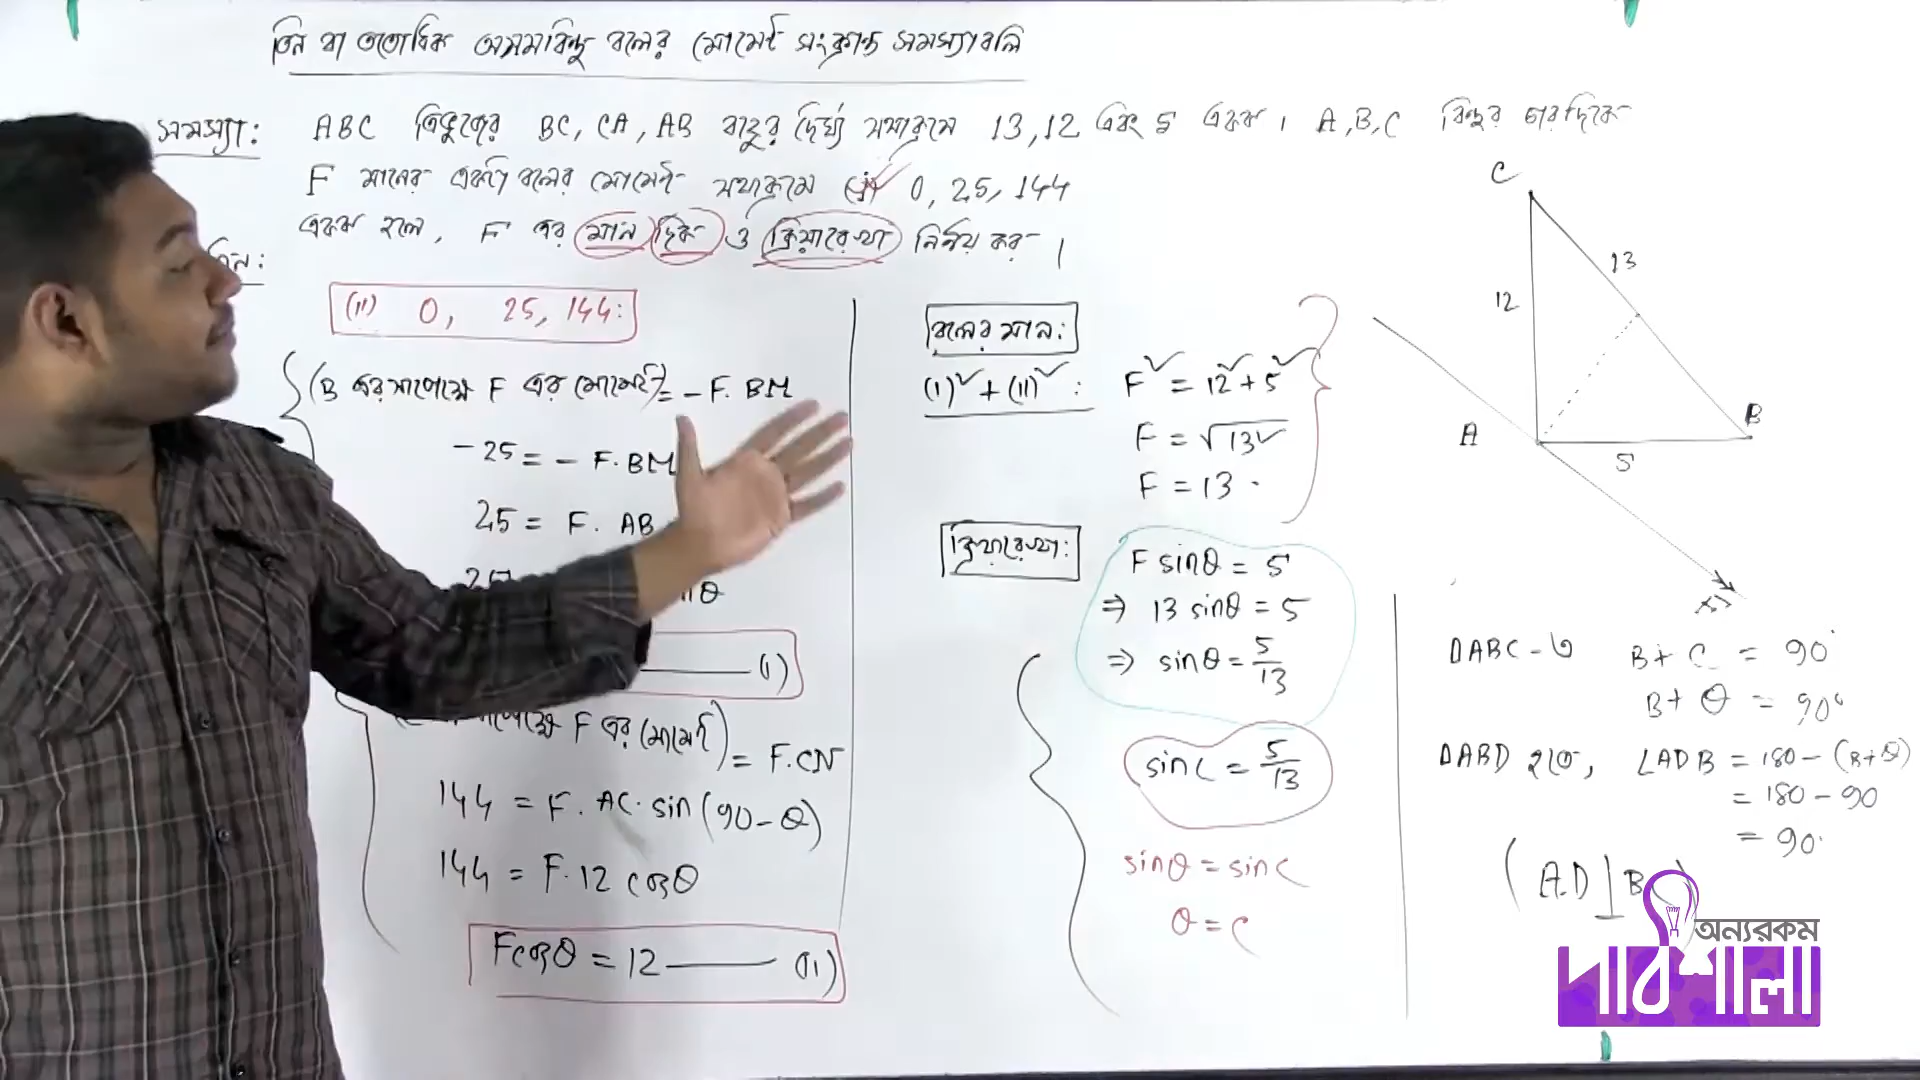 তিন বা ততোধিক অসমবিন্দু বলের মোমেন্ট সংক্রান্ত সমস্যাবলি
সমস্যা: ABC ত্রিভুজের BC, CA, AB বাহুর দৈর্ঘ্য যথাক্রমে 13, 12 এবং 5 একক। A, B, C বিন্দুর চারদিকে
F মানের একটি বলের মোমেন্ট যথাক্রমে 0, 25, 144
একক হলে, F এর মান দিক ও ক্রিয়ারেখা নির্ণয় কর।
(ii) 0, 25, 144:
(B এর সাপেক্ষে F এর মোমেন্ট) = - F. BM
-25 = - F. BM
25 = F. AB
θ
(i)
সাপেক্ষে F এর মোমেন্ট) = F.CN
144 = F. AC. sin (90-θ)
144 = F. 12 cosθ
Fcosθ = 12 (ii)
বলের মান:
(i)² + (ii)² : F² = 12² + 5²
F = √13²
F = 13
ক্রিয়ারেখা:
F sinθ = 5
⇒ 13 sinθ = 5
⇒ sinθ = 5/13
sinC = 5/13
sinθ = sinC
θ = C
C
13
12
A
B
5
F
ΔABC-এ B + C = 90°
B + θ = 90°
ΔABD হতে, ∠ADB = 180 - (B+θ)
= 180 - 90
= 90°
(AD⊥BC)
অন্যরকম
পাঠশালা